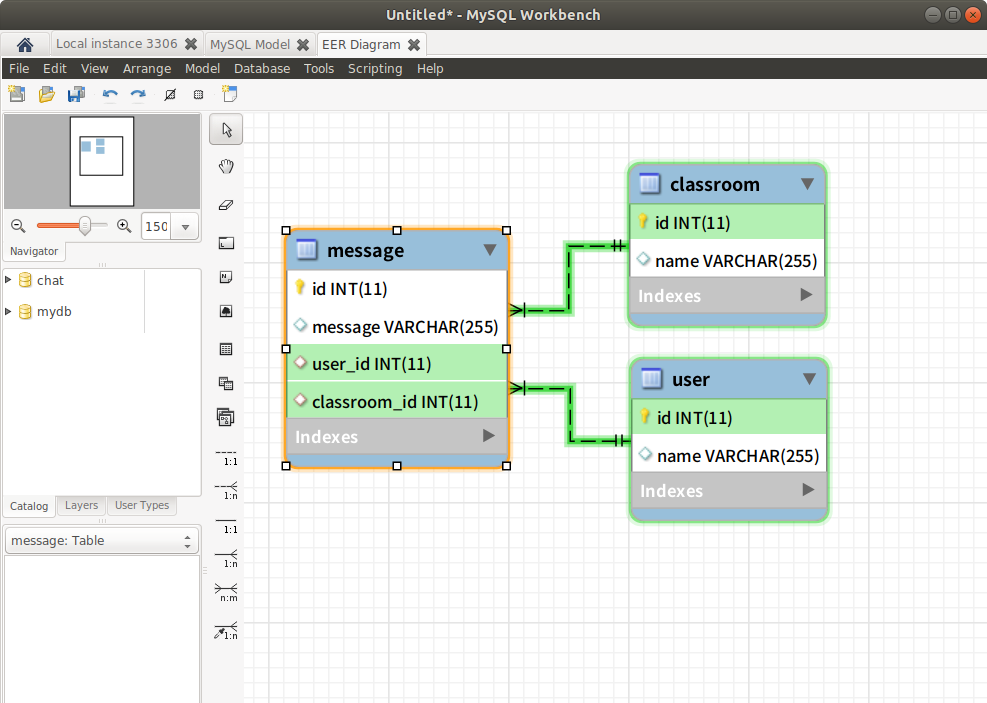 Untitled* - MySQL Workbench
Local instance 3306
MySQL Model
EER Diagram
File Edit View Arrange Model Database Tools Scripting Help
150
Navigator
chat
mydb
Catalog
Layers
User Types
message: Table
1:1
1:n
1:1
1:n
n:m
1:n
message
id INT(11)
message VARCHAR(255)
user_id INT(11)
classroom_id INT(11)
Indexes
classroom
id INT(11)
name VARCHAR(255)
Indexes
user
id INT(11)
name VARCHAR(255)
Indexes